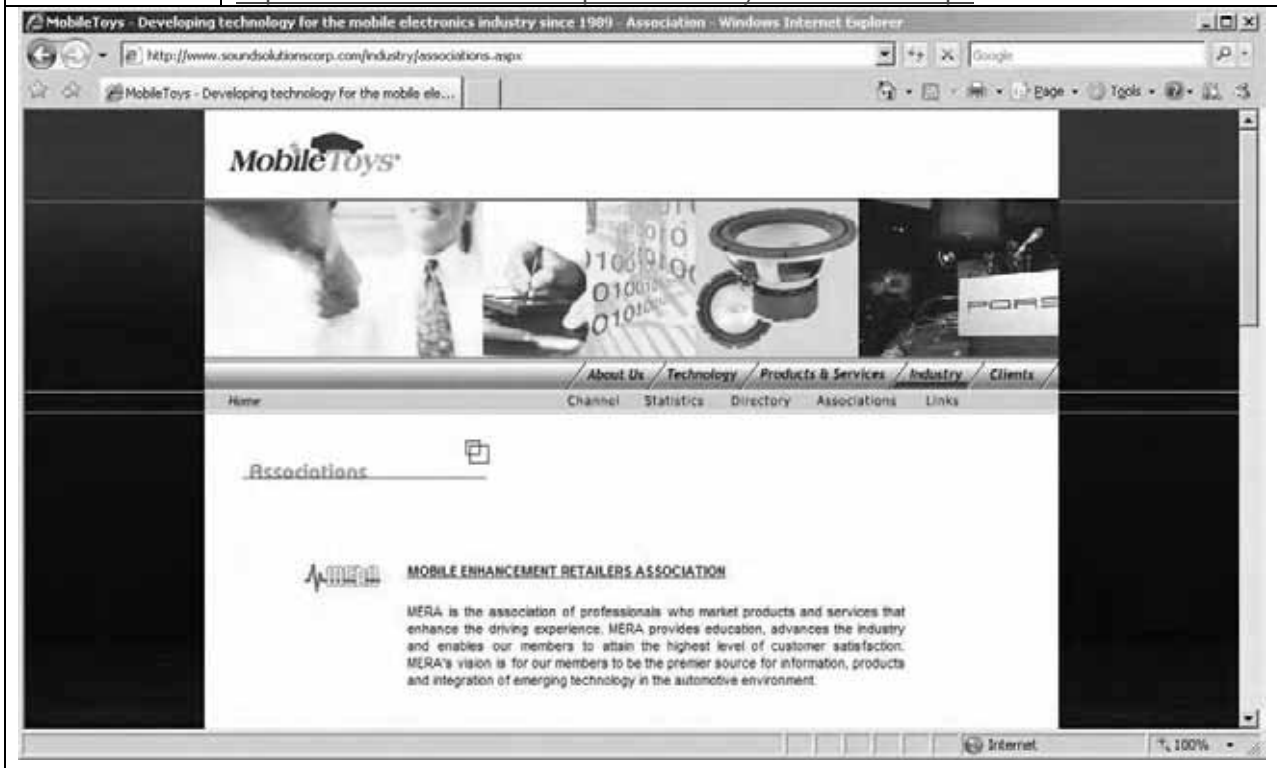 MobileToys - Developing technology for the mobile electronics industry since 1989 - Association - Windows Internet Explorer
http://www.soundsolutionscorp.com/industry/associations.aspx
Google
MobileToys - Developing technology for the mobile ele...
Page
Tools
MobileToys
PORS
About Us / Technology / Products & Services / Industry / Clients /
Home
Channel Statistics Directory Associations Links
Associations
MERA
MOBILE ENHANCEMENT RETAILERS ASSOCIATION
MERA is the association of professionals who market products and services that
enhance the driving experience. MERA provides education, advances the industry
and enables our members to attain the highest level of customer satisfaction.
MERA's vision is for our members to be the premier source for information, products
and integration of emerging technology in the automotive environment.
Internet
100%